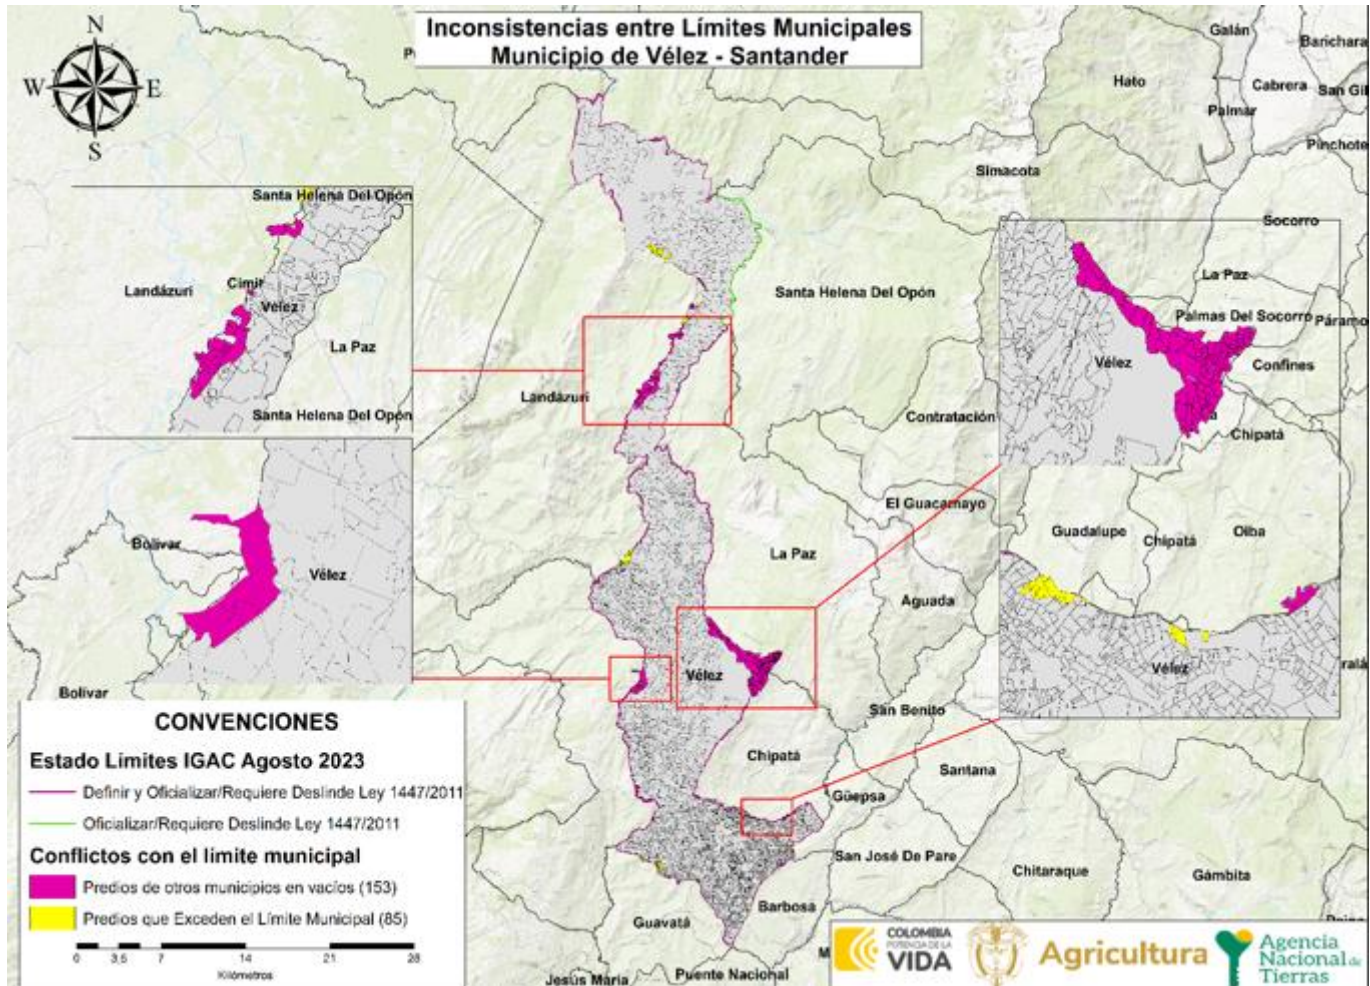 Inconsistencias entre Límites Municipales
Municipio de Vélez - Santander
N
W
E
S
Galán
Barichara
Hato
Cabrera
San Gil
Palmar
Pinchote
Simacota
Socorro
La Paz
Palmas Del Socorro
Páramo
Vélez
Confines
Chipatá
Santa Helena Del Opón
Landázuri
Cimit
Vélez
La Paz
Santa Helena Del Opón
Santa Helena Del Opón
Landázuri
Contratación
El Guacamayo
Guadalupe
Chipatá
Oiba
Vélez
Bolívar
Vélez
La Paz
Aguada
Bolívar
Vélez
San Benito
Chipatá
Santana
Güepsa
San José De Pare
Chitaraque
Gámbita
Barbosa
Guavatá
Jesús María
Puente Nacional
CONVENCIONES
Estado Límites IGAC Agosto 2023
Definir y Oficializar/Requiere Deslinde Ley 1447/2011
Oficializar/Requiere Deslinde Ley 1447/2011
Conflictos con el límite municipal
Predios de otros municipios en vacíos (153)
Predios que Exceden el Límite Municipal (85)
0 3,5 7 14 21 28
Kilómetros
COLOMBIA
POTENCIA DE LA
VIDA
Agricultura
Agencia
Nacional de
Tierras